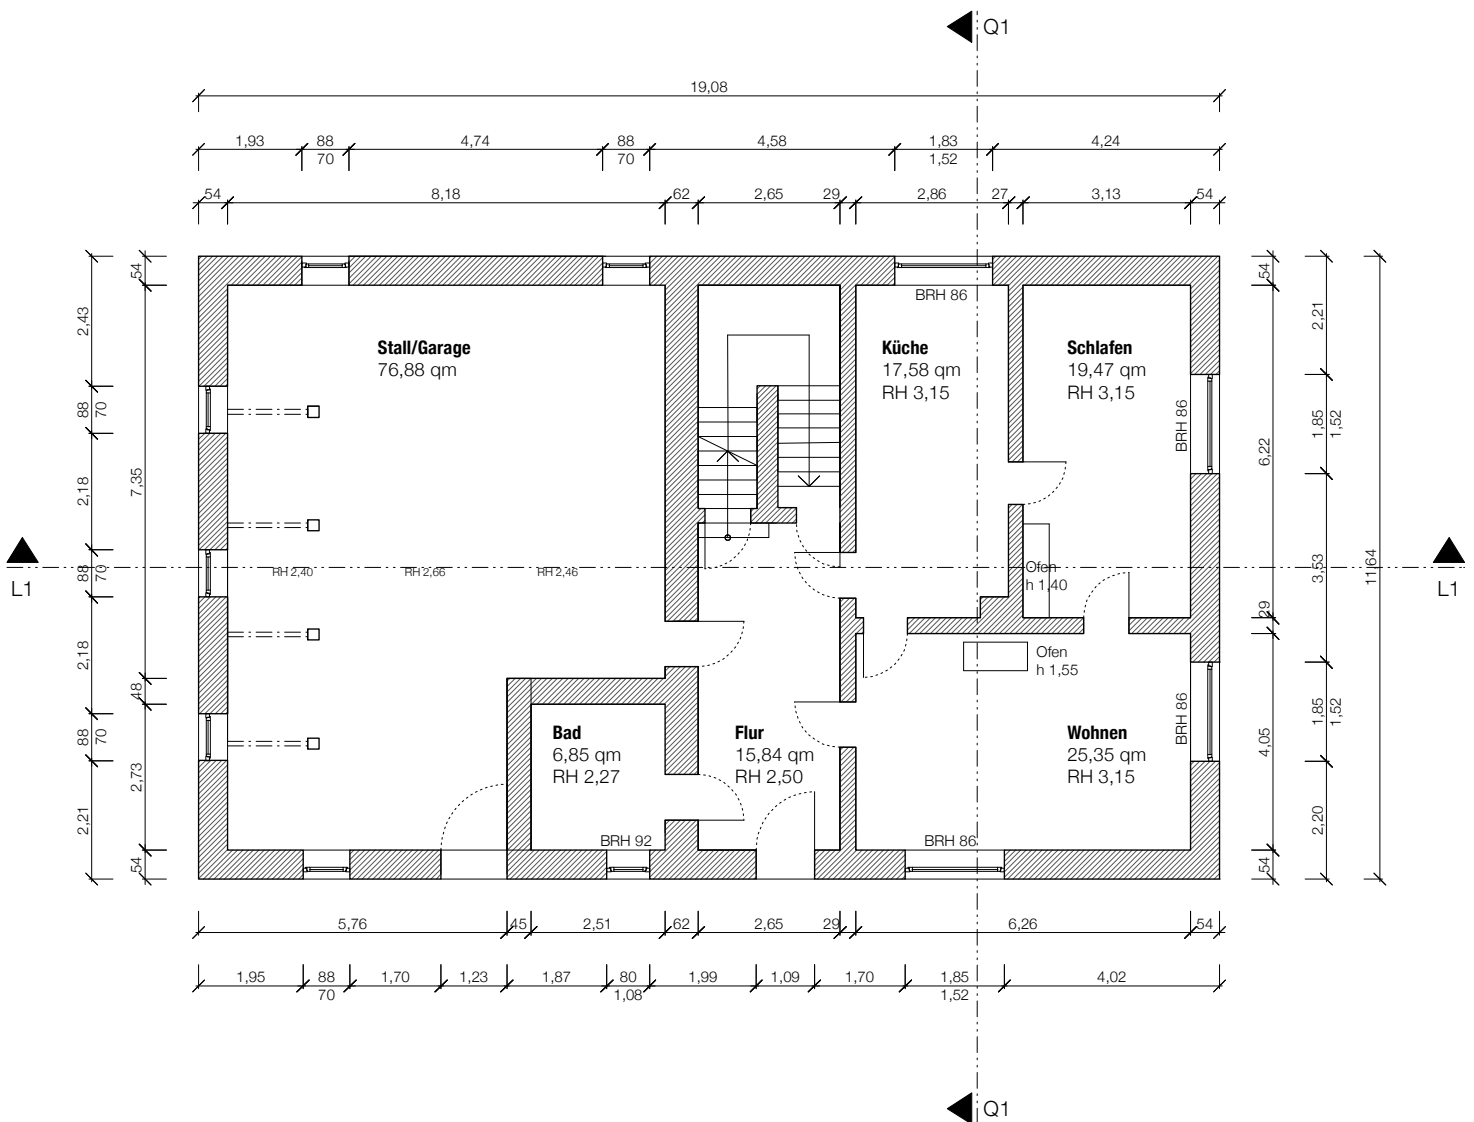 Q1
19,08
1,93 88 4,74 88 4,58 1,83 4,24
70 70 1,52
54 8,18 62 2,65 29 2,86 27 3,13 54
54 54
BRH 86
2,43 2,21
Stall/Garage Küche Schlafen
76,88 qm 17,58 qm 19,47 qm
RH 3,15 RH 3,15
88 70 BRH 86 1,85 1,52
7,35 6,22
2,18
88 70 3,53 11,64
RH 2,40 RH 2,66 RH 2,46 Ofen
L1 h 1,40 L1
29
Ofen
h 1,55
2,18
48
88 70 BRH 86 1,85 1,52
Bad Flur Wohnen
6,85 qm 15,84 qm 25,35 qm
RH 2,27 RH 2,50 RH 3,15
4,05
2,73
2,21 2,20
BRH 92 BRH 86
54 54
5,76 45 2,51 62 2,65 29 6,26 54
1,95 88 1,70 1,23 1,87 80 1,99 1,09 1,70 1,85 4,02
70 1,08 1,52
Q1